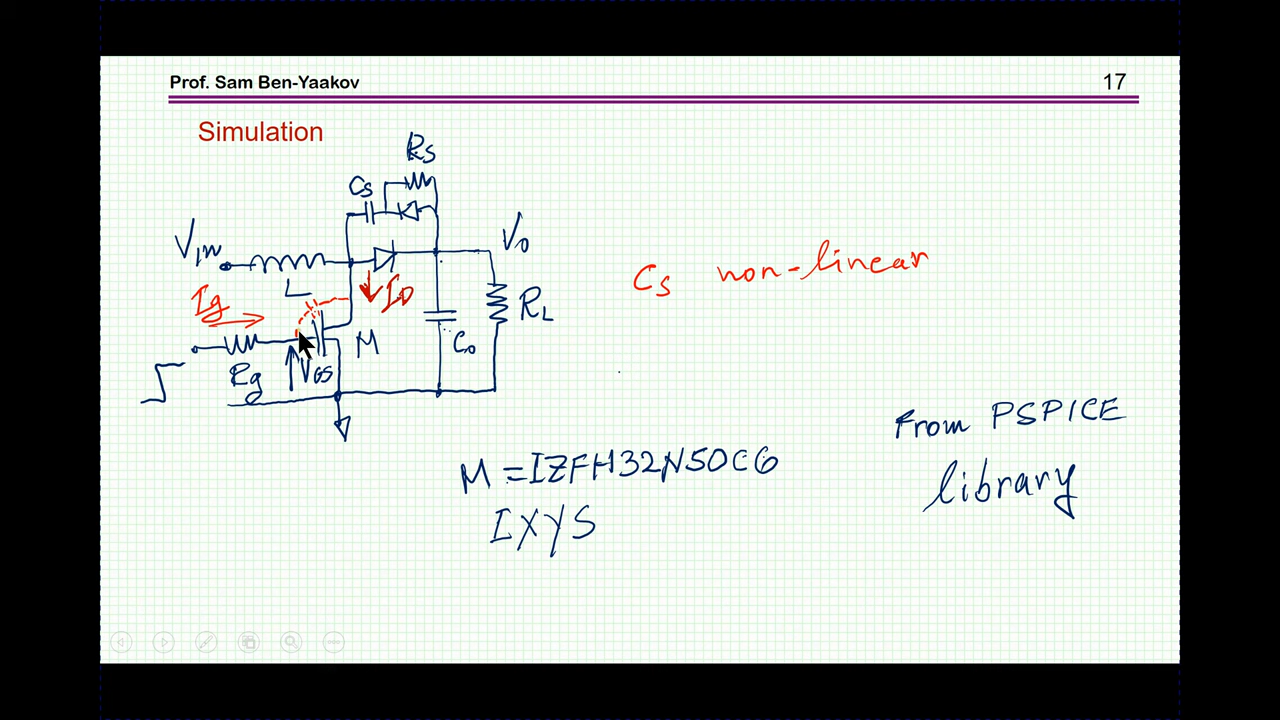 Prof. Sam Ben-Yaakov
17
Simulation
Rs
Cs
VIN
Vo
Cs non-linear
L
Ig
ID
RL
M
Co
Rg
VGS
From PSPICE
library
M = IZFH32N50C6
IXYS